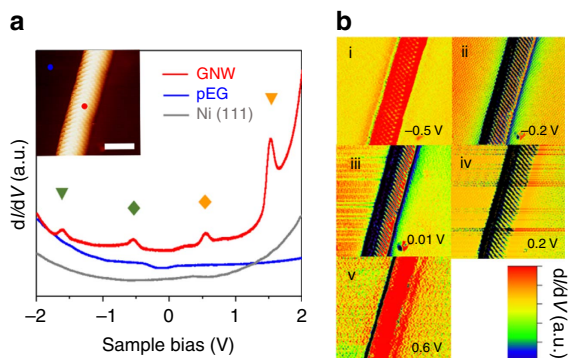 a
GNW
pEG
Ni (111)
dI/dV (a.u.)
−2
−1
0
1
2
Sample bias (V)
b
i
−0.5 V
ii
−0.2 V
iii
0.01 V
iv
0.2 V
v
0.6 V
dI/dV (a.u.)